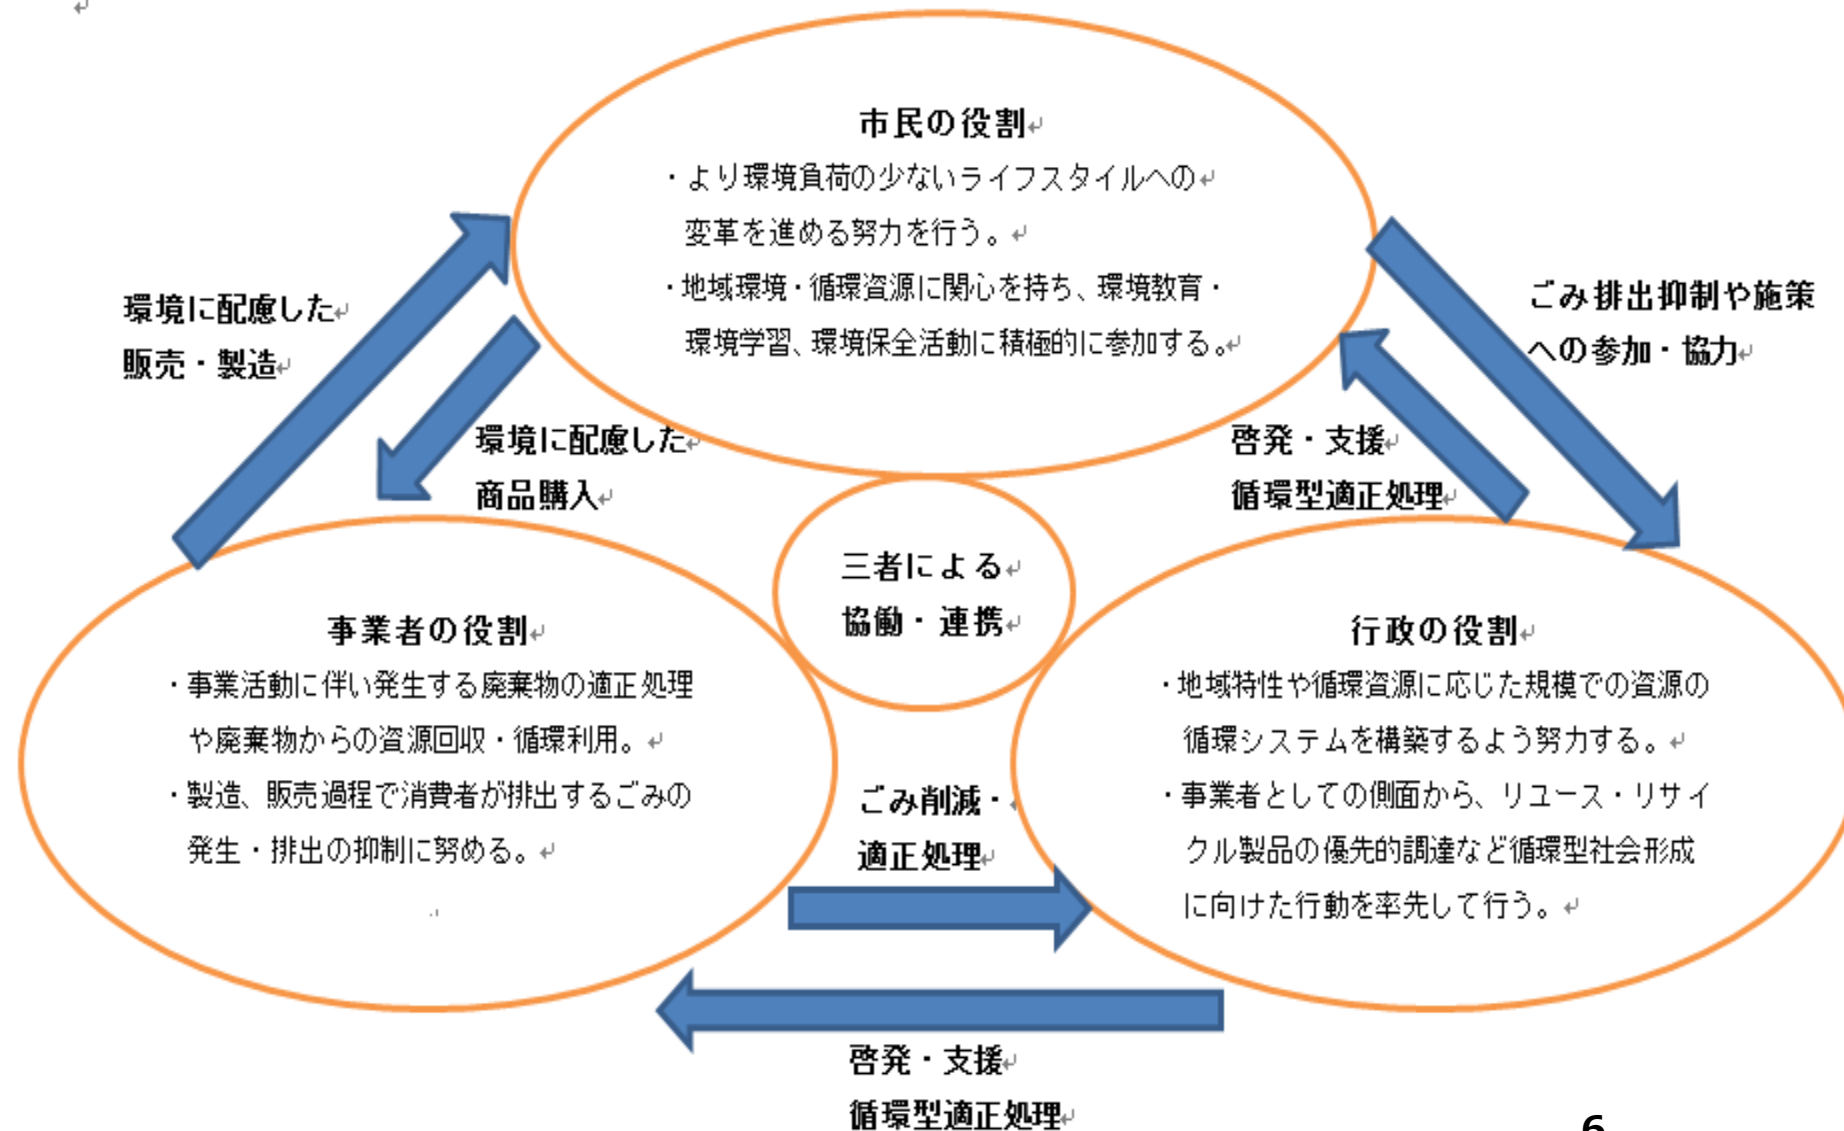 市民の役割
・より環境負荷の少ないライフスタイルへの
変革を進める努力を行う。
・地域環境・循環資源に関心を持ち、環境教育・
環境学習、環境保全活動に積極的に参加する。
環境に配慮した
販売・製造
ごみ排出抑制や施策
への参加・協力
環境に配慮した
商品購入
啓発・支援
循環型適正処理
三者による
協働・連携
事業者の役割
・事業活動に伴い発生する廃棄物の適正処理
や廃棄物からの資源回収・循環利用。
・製造、販売過程で消費者が排出するごみの
発生・排出の抑制に努める。
行政の役割
・地域特性や循環資源に応じた規模での資源の
循環システムを構築するよう努力する。
・事業者としての側面から、リユース・リサイ
クル製品の優先的調達など循環型社会形成
に向けた行動を率先して行う。
ごみ削減・
適正処理
啓発・支援
循環型適正処理
6